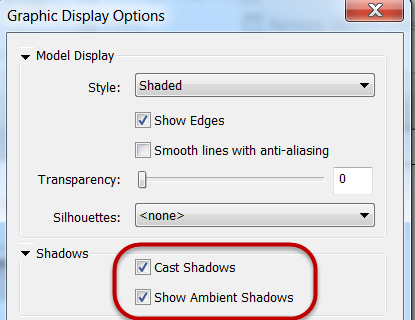 Graphic Display Options
Model Display
Style: Shaded
Show Edges
Smooth lines with anti-aliasing
Transparency: 0
Silhouettes: <none>
Shadows
Cast Shadows
Show Ambient Shadows